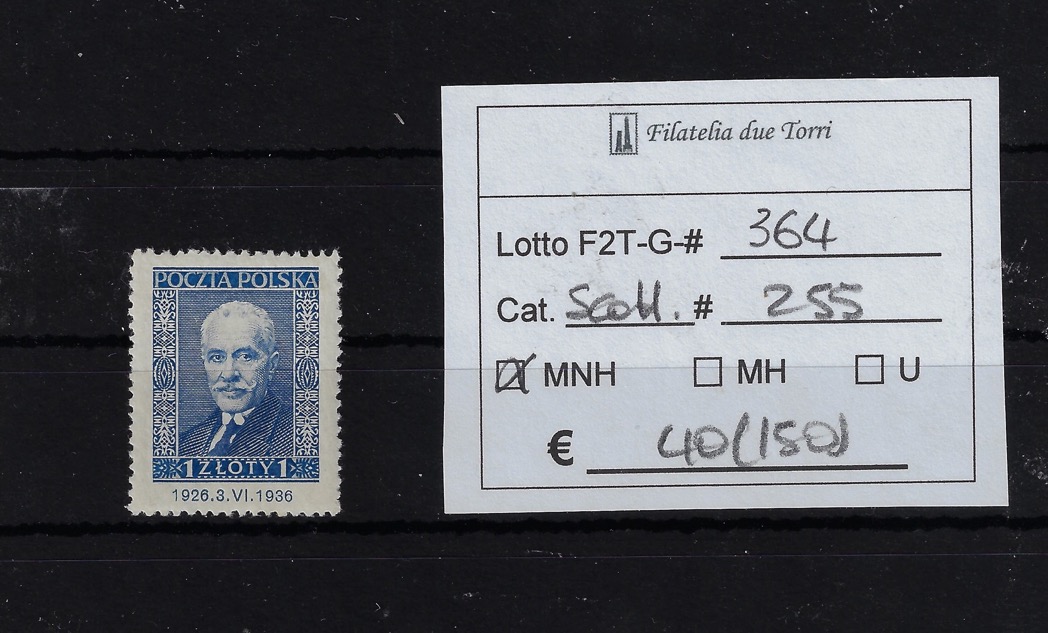 POCZTA POLSKA
1 ZŁOTY 1
1926.3.VI.1936
Filatelia due Torri
Lotto F2T-G-# 364
Cat. Scott. # 255
MNH MH U
€ 40(150)